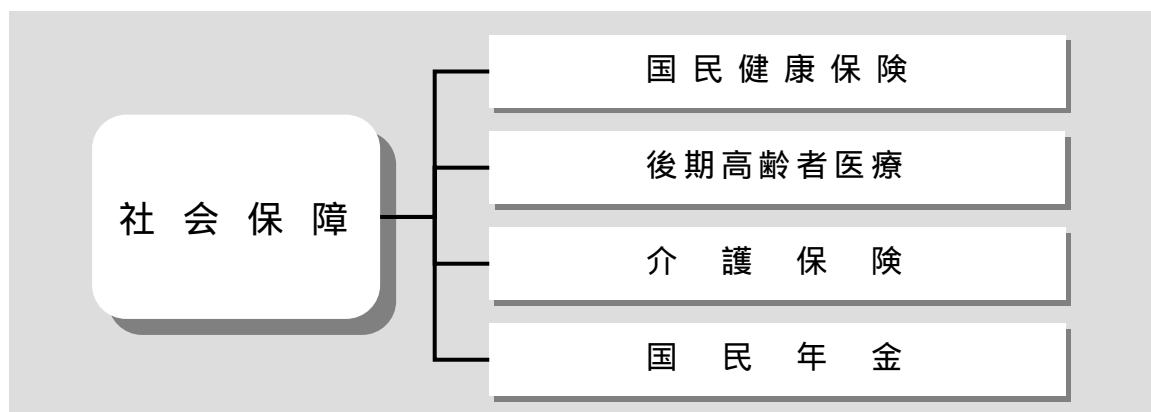 社会保障
国民健康保険
後期高齢者医療
介護保険
国民年金